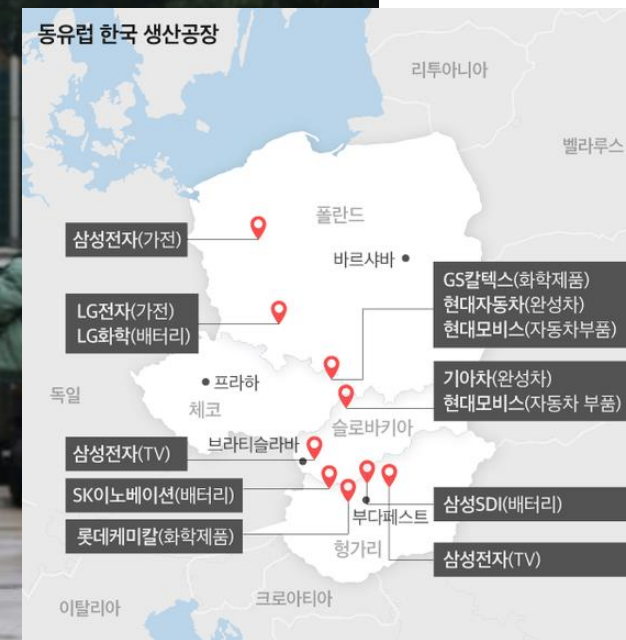 동유럽 한국 생산공장
리투아니아
벨라루스
폴란드
삼성전자(가전)
바르샤바
GS칼텍스(화학제품)
현대자동차(완성차)
현대모비스(자동차부품)
LG전자(가전)
LG화학(배터리)
프라하
독일
체코
기아차(완성차)
현대모비스(자동차 부품)
슬로바키아
브라티슬라바
삼성전자(TV)
SK이노베이션(배터리)
삼성SDI(배터리)
부다페스트
롯데케미칼(화학제품)
헝가리
삼성전자(TV)
크로아티아
이탈리아